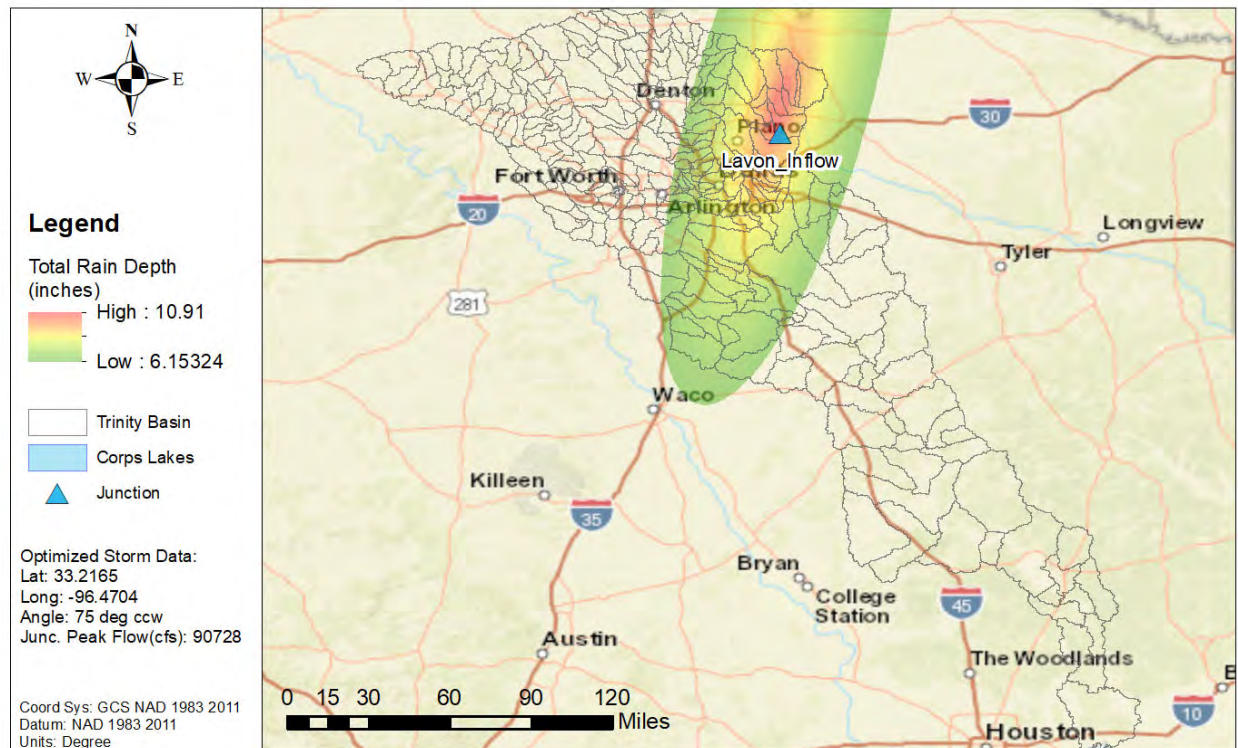 N
W E
S
Legend
Total Rain Depth
(inches)
High : 10.91
Low : 6.15324
Trinity Basin
Corps Lakes
Junction
Optimized Storm Data:
Lat: 33.2165
Long: -96.4704
Angle: 75 deg ccw
Junc. Peak Flow(cfs): 90728
Coord Sys: GCS NAD 1983 2011
Datum: NAD 1983 2011
Units: Degree
Denton
30
Plano
Lavon_Inflow
Fort Worth
Arlington
20
Longview
Tyler
281
Waco
Killeen
35
Bryan
College
Station
45
Austin
The Woodlands
B
10
Houston
0 15 30 60 90 120
Miles